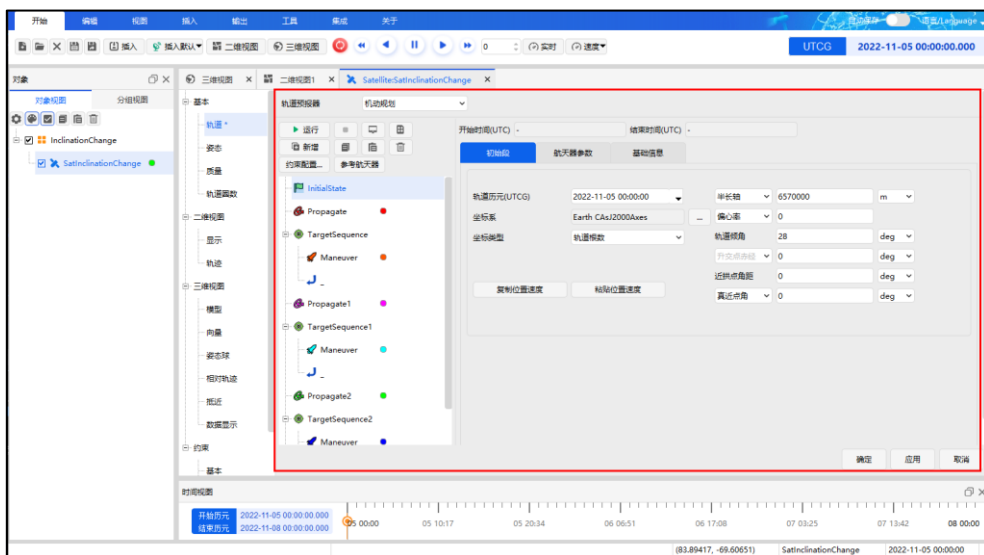 开始 编辑 视图 插入 输出 工具 集成 关于 自动保存 语言/Language
插入 插入默认 二维视图 三维视图 0 实时 速度 UTCG 2022-11-05 00:00:00.000
对象
对象视图 分组视图
InclinationChange
SatInclinationChange
三维视图 二维视图1 Satellite:SatInclinationChange
基本
轨道 *
姿态
质量
轨道圈数
二维视图
显示
轨迹
三维视图
模型
向量
姿态球
相对轨迹
抵近
数据显示
约束
基本
轨道预报器 机动规划
运行
新增
约束配置... 参考航天器
InitialState
Propagate
TargetSequence
Maneuver
-
Propagate1
TargetSequence1
Maneuver
-
Propagate2
TargetSequence2
Maneuver
开始时间(UTC) - 结束时间(UTC) -
初始段 航天器参数 基础信息
轨道历元(UTCG) 2022-11-05 00:00:00 半长轴 6570000 m
坐标系 Earth CAsJ2000Axes ... 偏心率 0
坐标类型 轨道根数 轨道倾角 28 deg
升交点赤经 0 deg
近拱点角距 0 deg
复制位置速度 粘贴位置速度 真近点角 0 deg
确定 应用 取消
时间视图
开始历元 2022-11-05 00:00:00.000
结束历元 2022-11-08 00:00:00.000
05 00:00 05 10:17 05 20:34 06 06:51 06 17:08 07 03:25 07 13:42 08 00:00
(83.89417, -69.60651) SatInclinationChange 2022-11-05 00:00:00